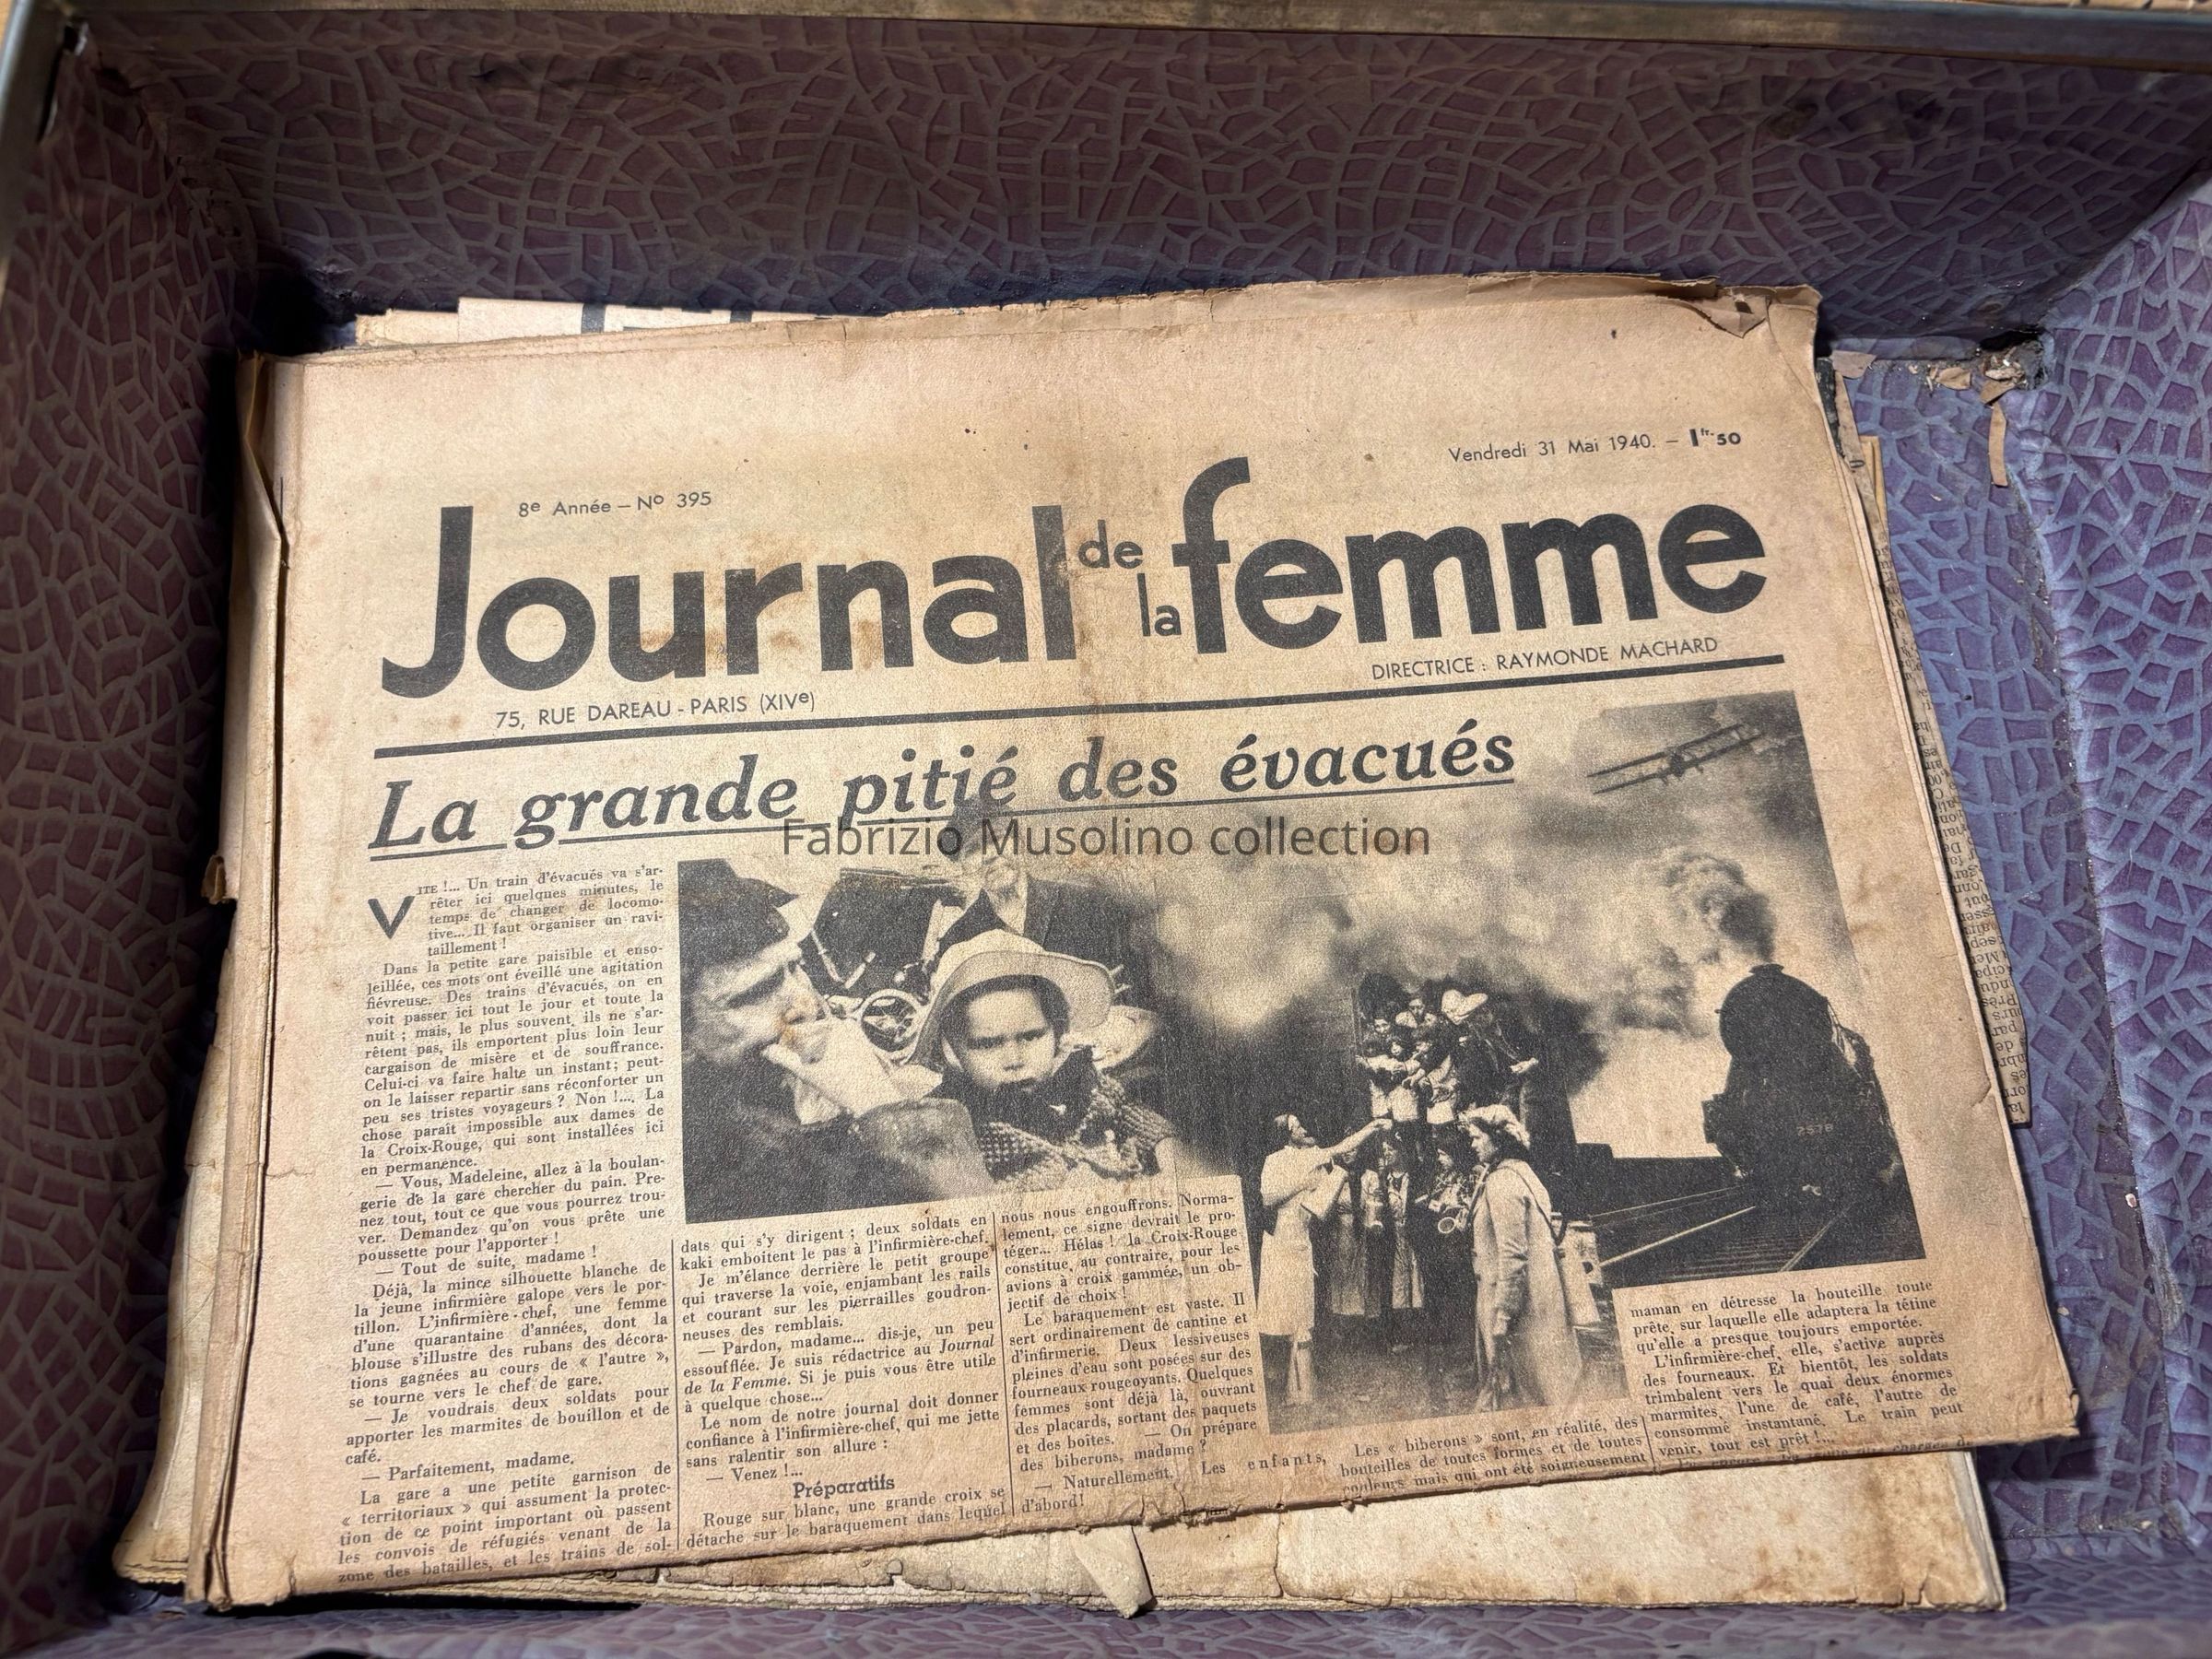 8e Année – No 395
Vendredi 31 Mai 1940. – 1fr.50
Journal de la femme
75, RUE DAREAU - PARIS (XIVe)
DIRECTRICE : RAYMONDE MACHARD
La grande pitié des évacués
Fabrizio Musolino collection
VITE !... Un train d'évacués va s'ar-
rêter ici quelques minutes, le
temps de changer de locomo-
tive... Il faut organiser un ravi-
taillement !
Dans la petite gare paisible et enso-
leillée, ces mots ont éveillé une agitation
fiévreuse. Des trains d'évacués, on en
voit passer ici tout le jour et toute la
nuit ; mais, le plus souvent, ils ne s'ar-
rêtent pas, ils emportent plus loin leur
cargaison de misère et de souffrance.
Celui-ci va faire halte un instant ; peut-
on le laisser repartir sans réconforter un
peu ses tristes voyageurs ? Non !... La
chose paraît impossible aux dames de
la Croix-Rouge, qui sont installées ici
en permanence.
— Vous, Madeleine, allez à la boulan-
gerie de la gare chercher du pain. Pre-
nez tout, tout ce que vous pourrez trou-
ver. Demandez qu'on vous prête une
poussette pour l'apporter !
— Tout de suite, madame !
Déjà, la mince silhouette blanche de
la jeune infirmière galope vers le por-
tillon. L'infirmière-chef, une femme
d'une quarantaine d'années, dont la
blouse s'illustre des rubans des décora-
tions gagnées au cours de « l'autre »,
se tourne vers le chef de gare.
— Je voudrais deux soldats pour
apporter les marmites de bouillon et de
café.
— Parfaitement, madame.
La gare a une petite garnison de
« territoriaux » qui assument la protec-
tion de ce point important où passent
les convois de réfugiés venant de la
zone des batailles, et les trains de sol-
dats qui s'y dirigent ; deux soldats en
kaki emboitent le pas à l'infirmière-chef.
Je m'élance derrière le petit groupe
qui traverse la voie, enjambant les rails
et courant sur les pierrailles goudron-
neuses des remblais.
— Pardon, madame... dis-je, un peu
essoufflée. Je suis rédactrice au Journal
de la Femme. Si je puis vous être utile
à quelque chose...
Le nom de notre journal doit donner
confiance à l'infirmière-chef, qui me jette
sans ralentir son allure :
— Venez !...
Préparatifs
Rouge sur blanc, une grande croix se
détache sur le baraquement dans lequel
nous nous engouffrons. Norma-
lement, ce signe devrait le pro-
téger... Hélas ! la Croix-Rouge
constitue, au contraire, pour les
avions à croix gammée, un ob-
jectif de choix !
Le baraquement est vaste. Il
sert ordinairement de cantine et
d'infirmerie. Deux lessiveuses
pleines d'eau sont posées sur des
fourneaux rougeoyants. Quelques
femmes sont déjà là, ouvrant
des placards, sortant des paquets
et des boîtes. — On prépare
des biberons, madame ?
— Naturellement. Les enfants,
d'abord !
Les « biberons » sont, en réalité, des
bouteilles de toutes formes et de toutes
couleurs mais qui ont été soigneusement
maman en détresse la bouteille toute
prête, sur laquelle elle adaptera la tétine
qu'elle a presque toujours emportée.
L'infirmière-chef, elle, s'active auprès
des fourneaux. Et bientôt, les soldats
trimbalent vers le quai deux énormes
marmites, l'une de café, l'autre de
consommé instantané. Le train peut
venir, tout est prêt !...
2578